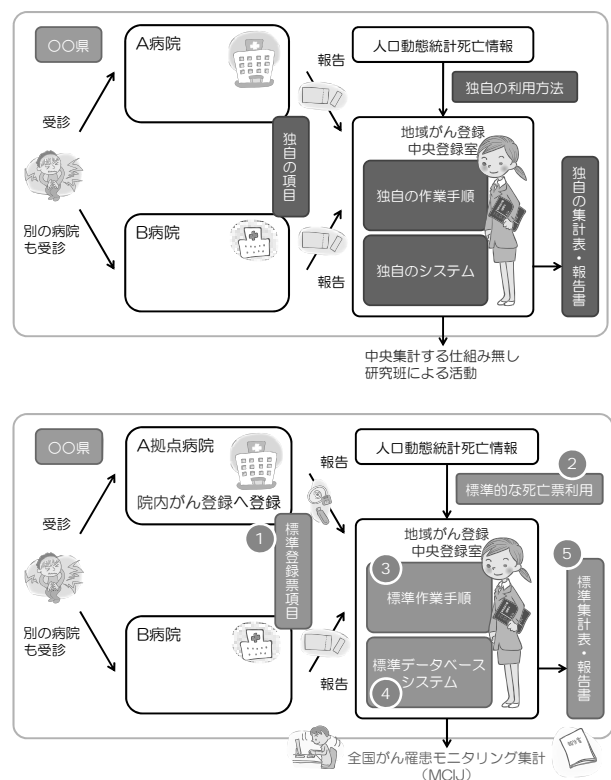 〇〇県
A病院
報告
人口動態統計死亡情報
独自の利用方法
受診
独自の項目
地域がん登録
中央登録室
独自の作業手順
独自の集計表・報告書
別の病院
も受診
B病院
独自のシステム
報告
中央集計する仕組み無し
研究班による活動
〇〇県
A拠点病院
報告
人口動態統計死亡情報
2
標準的な死亡票利用
院内がん登録へ登録
受診
1
標準登録票項目
地域がん登録
中央登録室
3
標準作業手順
5
標準集計表・報告書
別の病院
も受診
B病院
標準データベース
システム
4
報告
全国がん罹患モニタリング集計
(MCIJ)